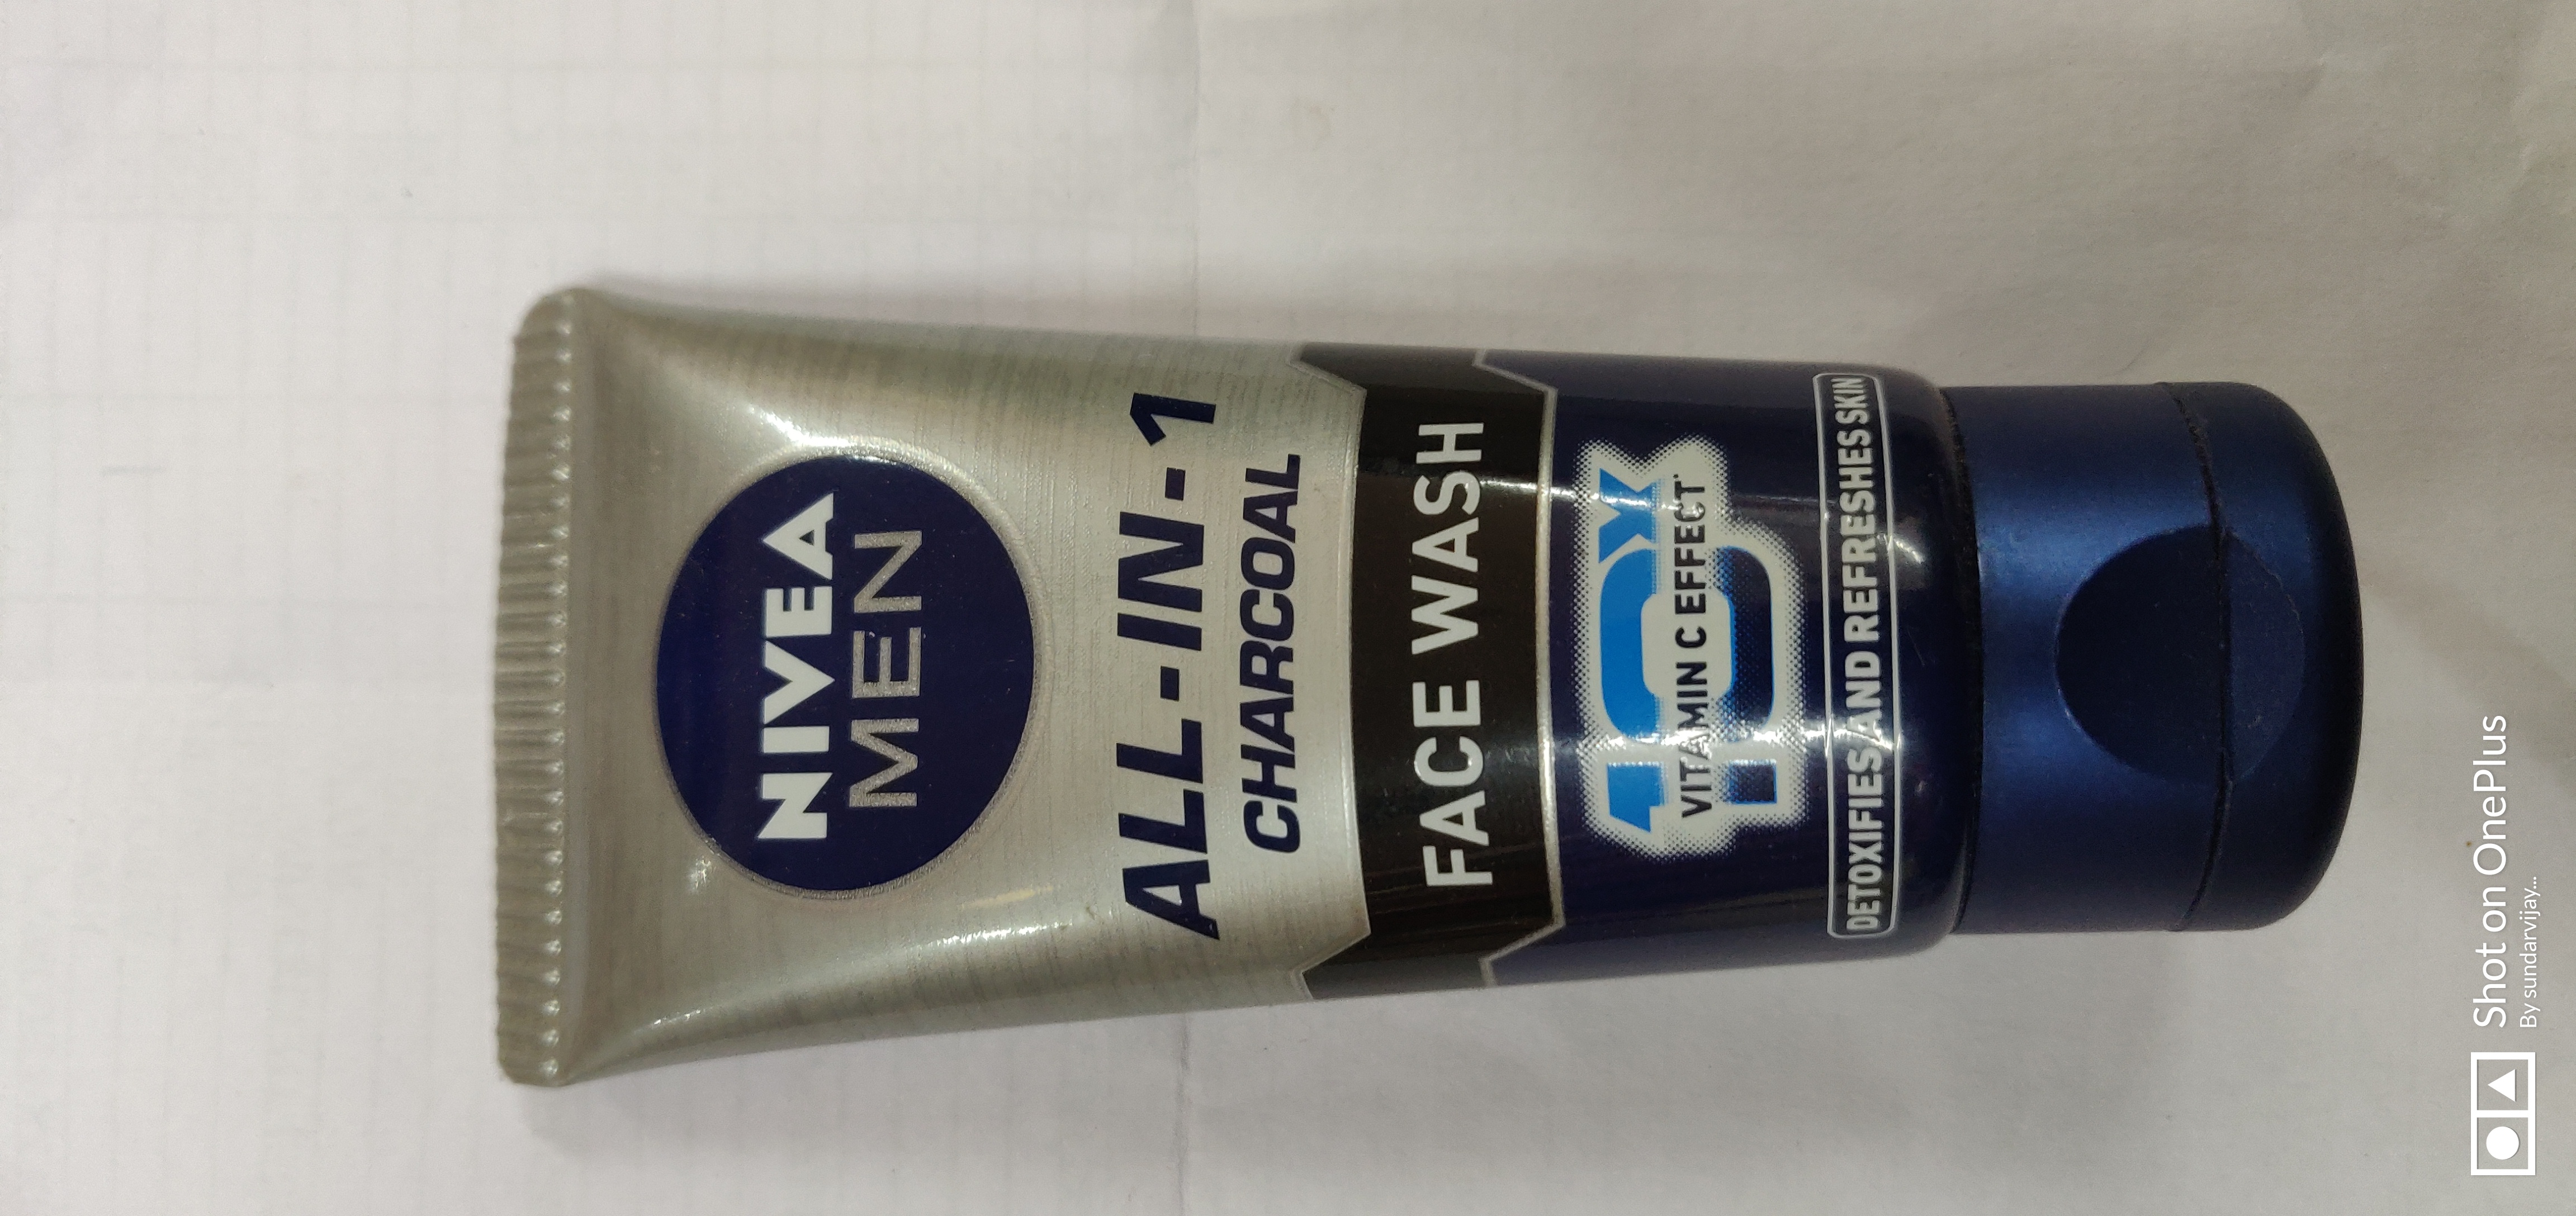 NIVEA
MEN
ALL-IN-1
CHARCOAL
FACE WASH
10X
VITAMIN C EFFECT*
DETOXIFIES AND REFRESHES SKIN
Shot on OnePlus
By sundarvijay...